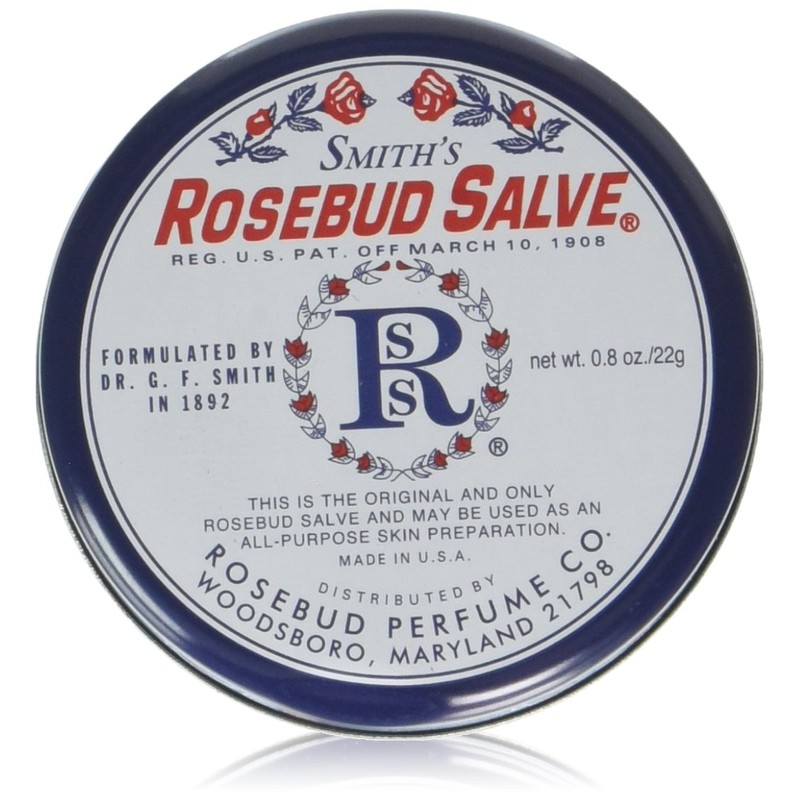 SMITH'S
ROSEBUD SALVE®
REG. U.S. PAT. OFF MARCH 10, 1908
FORMULATED BY
DR. G. F. SMITH
IN 1892
RSS
®
net wt. 0.8 oz./22g
THIS IS THE ORIGINAL AND ONLY
ROSEBUD SALVE AND MAY BE USED AS AN
ALL-PURPOSE SKIN PREPARATION.
MADE IN U.S.A.
DISTRIBUTED BY
ROSEBUD PERFUME CO.
WOODSBORO, MARYLAND 21798